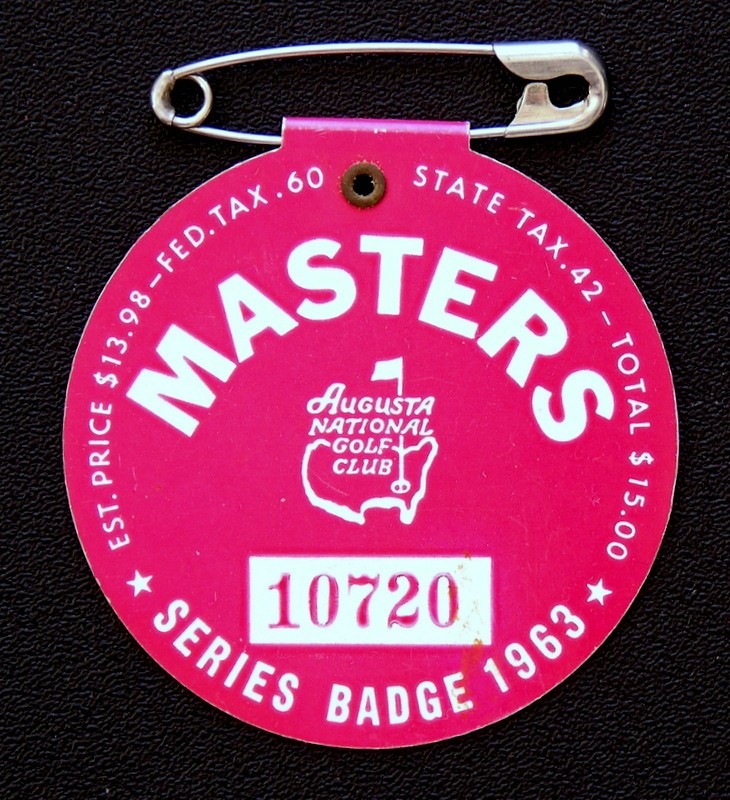 EST. PRICE $13.98–FED.TAX.60 STATE TAX.42–TOTAL $15.00
MASTERS
AUGUSTA
NATIONAL
GOLF
CLUB
10720
★ SERIES BADGE 1963 ★